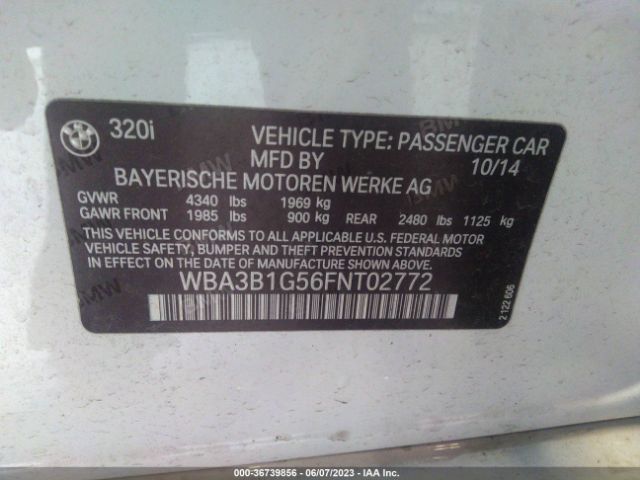 BMW 320i VEHICLE TYPE: PASSENGER CAR
MFD BY 10/14
BAYERISCHE MOTOREN WERKE AG
GVWR 4340 lbs 1969 kg
GAWR FRONT 1985 lbs 900 kg REAR 2480 lbs 1125 kg
THIS VEHICLE CONFORMS TO ALL APPLICABLE U.S. FEDERAL MOTOR
VEHICLE SAFETY, BUMPER AND THEFT PREVENTION STANDARDS
IN EFFECT ON THE DATE OF MANUFACTURE SHOWN ABOVE.
WBA3B1G56FNT02772
2 122 606
000-36739856 | 06/07/2023 | IAA Inc.